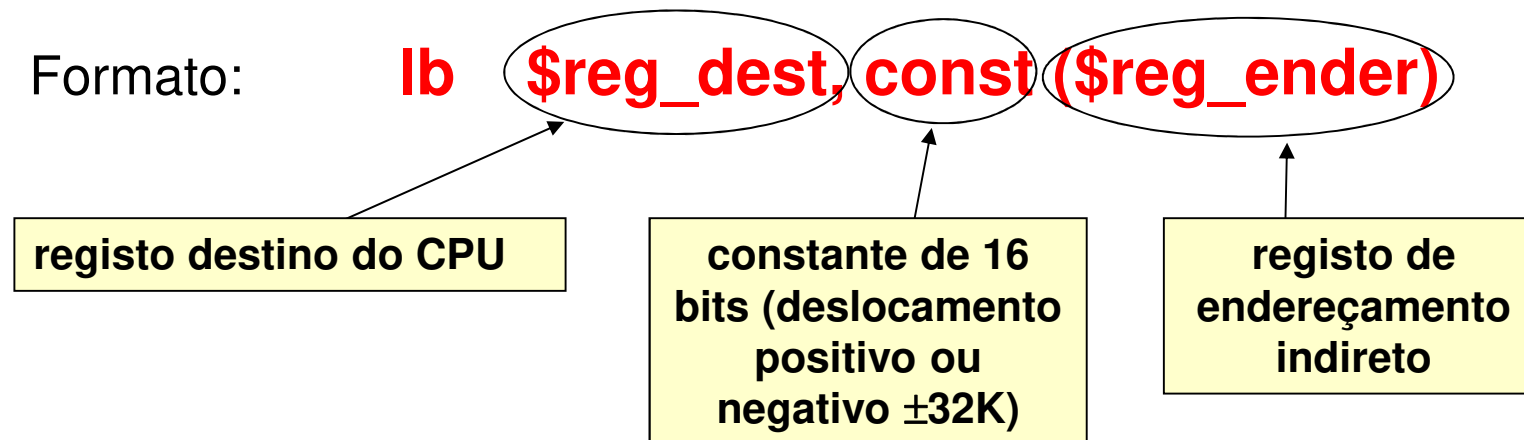 Formato: lb $reg_dest, const ($reg_ender)
registo destino do CPU
constante de 16
bits (deslocamento
positivo ou
negativo ±32K)
registo de
endereçamento
indireto